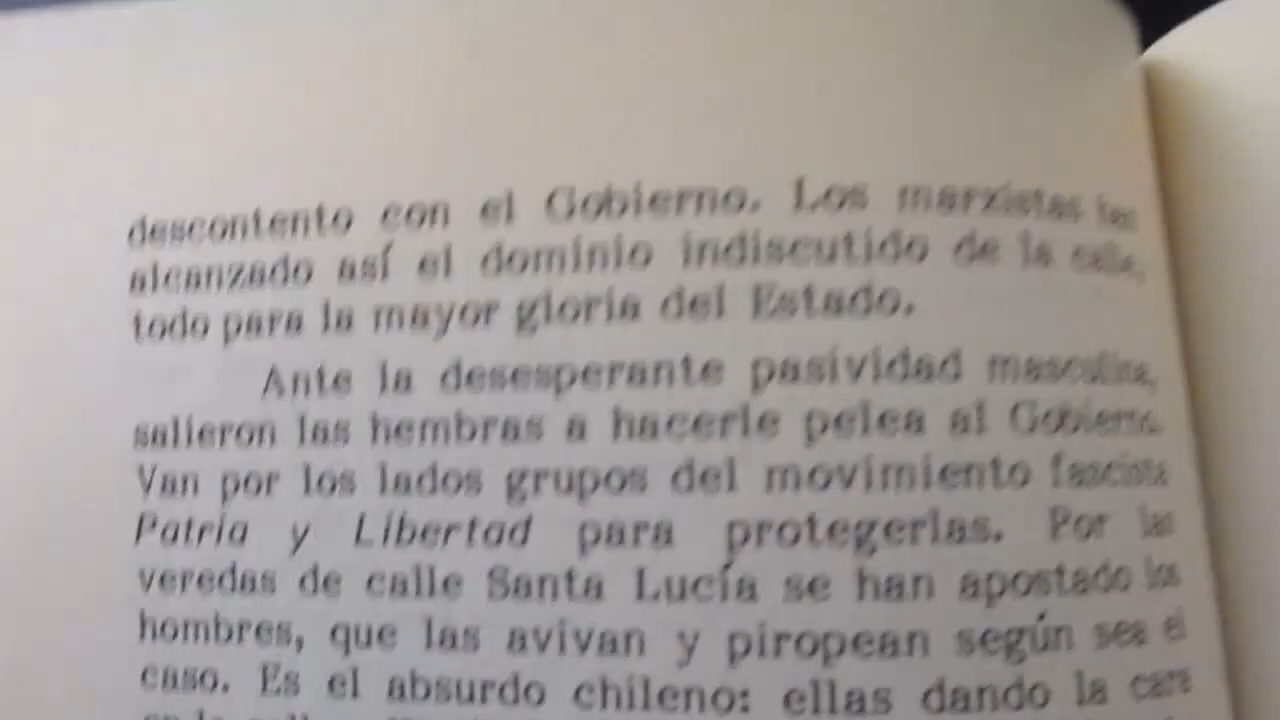 descontento con el Gobierno. Los marxistas han
alcanzado así el dominio indiscutido de la calle,
todo para la mayor gloria del Estado.
Ante la desesperante pasividad masculina,
salieron las hembras a hacerle pelea al Gobierno.
Van por los lados grupos del movimiento fascista
Patria y Libertad para protegerlas. Por las
veredas de calle Santa Lucía se han apostado los
hombres, que las avivan y piropean según sea el
caso. Es el absurdo chileno: ellas dando la cara